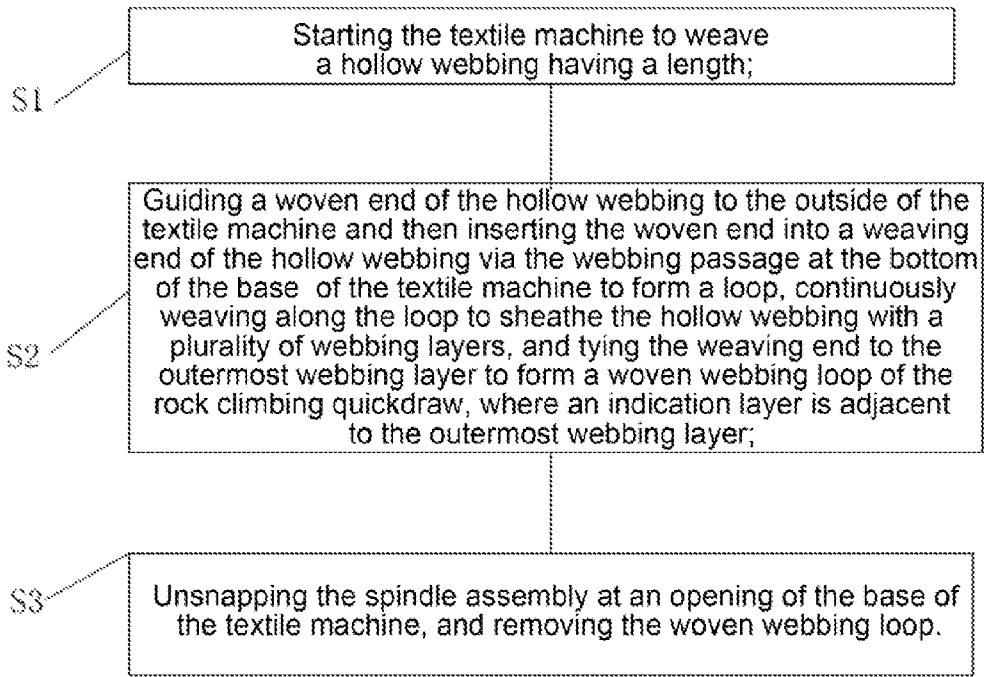 Starting the textile machine to weave
a hollow webbing having a length;
S1
Guiding a woven end of the hollow webbing to the outside of the
textile machine and then inserting the woven end into a weaving
end of the hollow webbing via the webbing passage at the bottom
of the base of the textile machine to form a loop, continuously
weaving along the loop to sheathe the hollow webbing with a
plurality of webbing layers, and tying the weaving end to the
outermost webbing layer to form a woven webbing loop of the
rock climbing quickdraw, where an indication layer is adjacent
to the outermost webbing layer;
S2
Unsnapping the spindle assembly at an opening of the base of
the textile machine, and removing the woven webbing loop.
S3